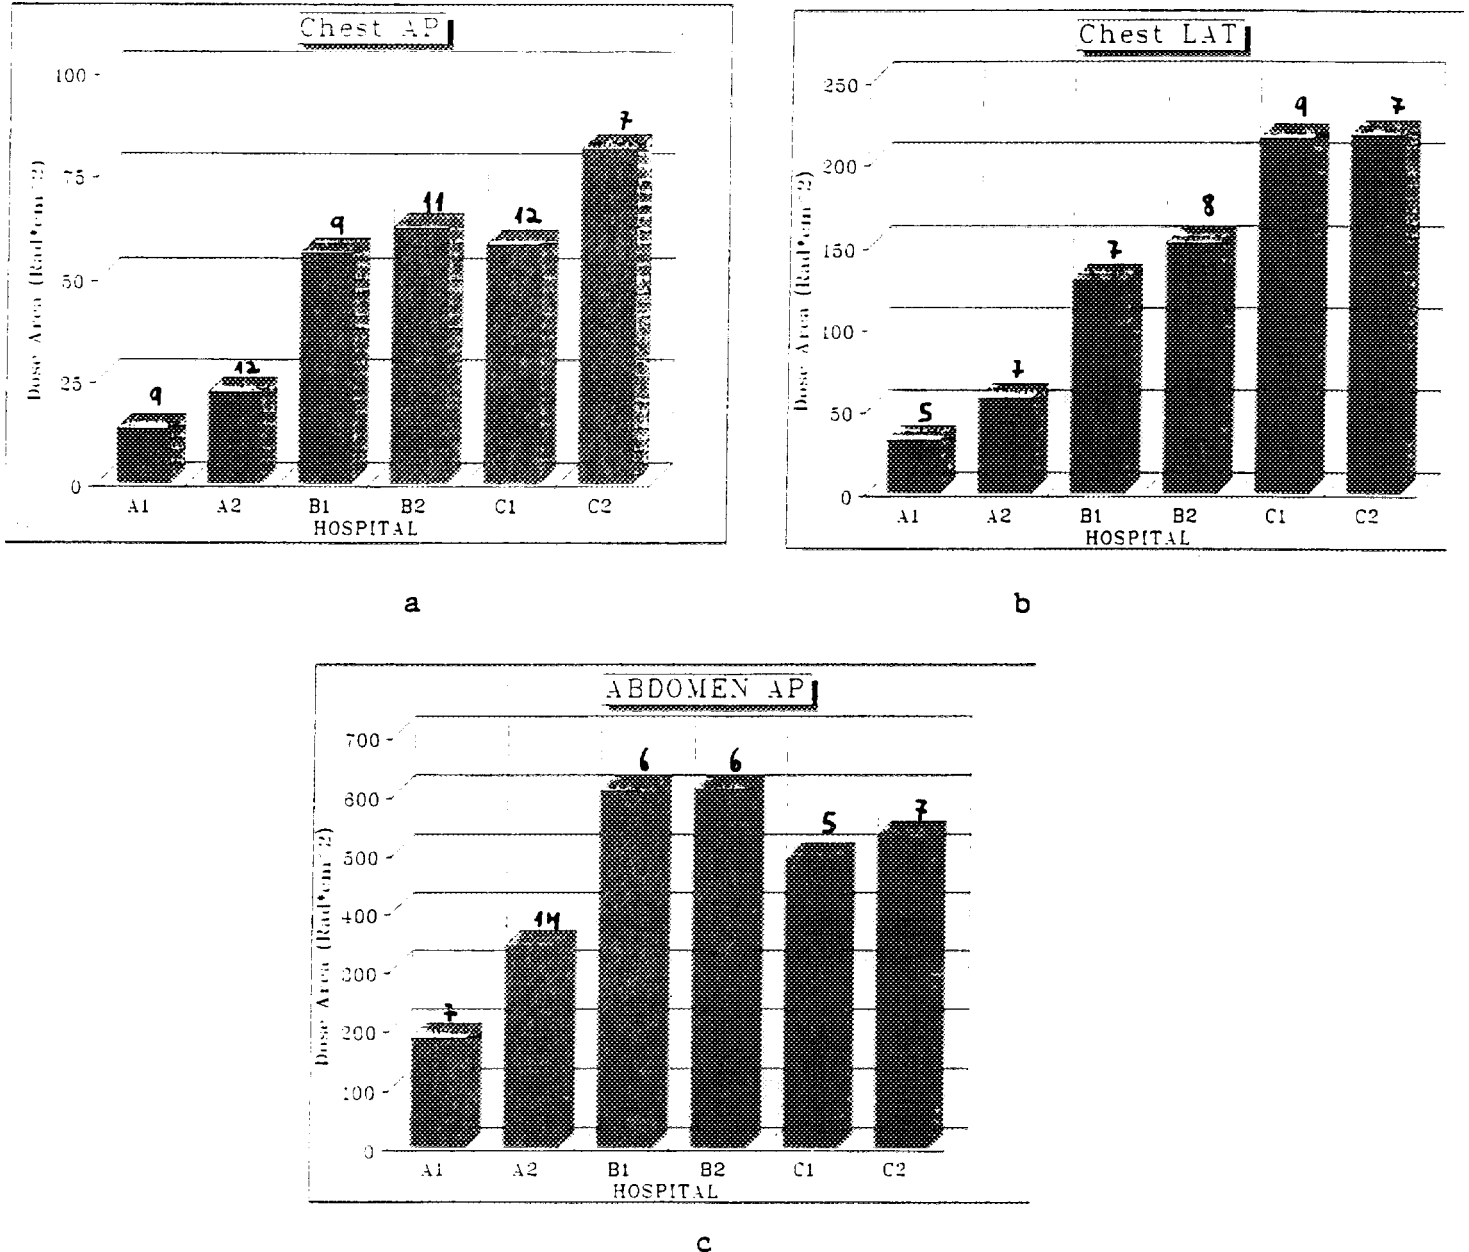 Chest AP
100
75
50
25
0
Dose Area (Rad*cm^2)
9
12
9
11
12
7
A1 A2 B1 B2 C1 C2
HOSPITAL
a
Chest LAT
250
200
150
100
50
0
Dose Area (Rad*cm^2)
5
7
7
8
9
7
A1 A2 B1 B2 C1 C2
HOSPITAL
b
ABDOMEN AP
700
600
500
400
300
200
100
0
Dose Area (Rad*cm^2)
7
14
6
6
5
7
A1 A2 B1 B2 C1 C2
HOSPITAL
c